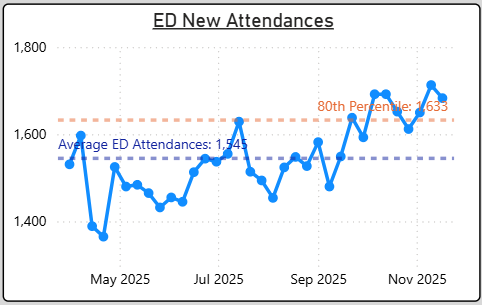 ED New Attendances
1,800
80th Percentile: 1,633
1,600
Average ED Attendances: 1,545
1,400
May 2025 Jul 2025 Sep 2025 Nov 2025